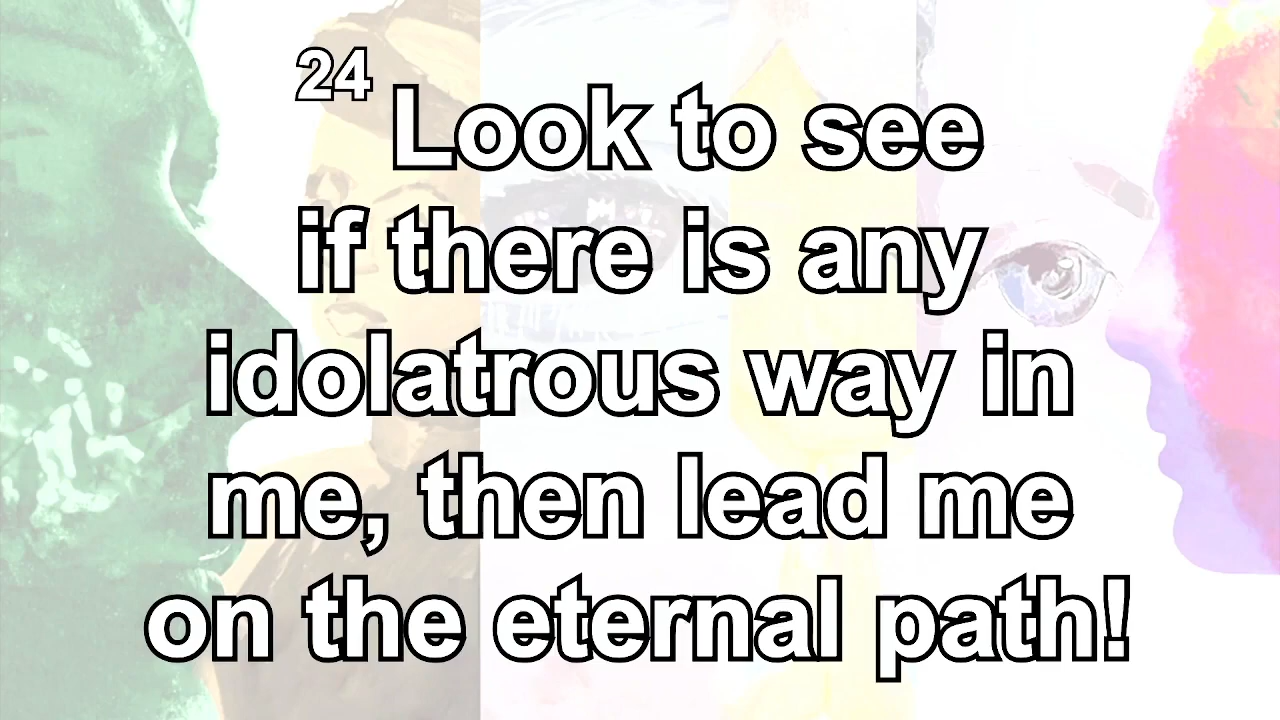 24 Look to see
if there is any
idolatrous way in
me, then lead me
on the eternal path!